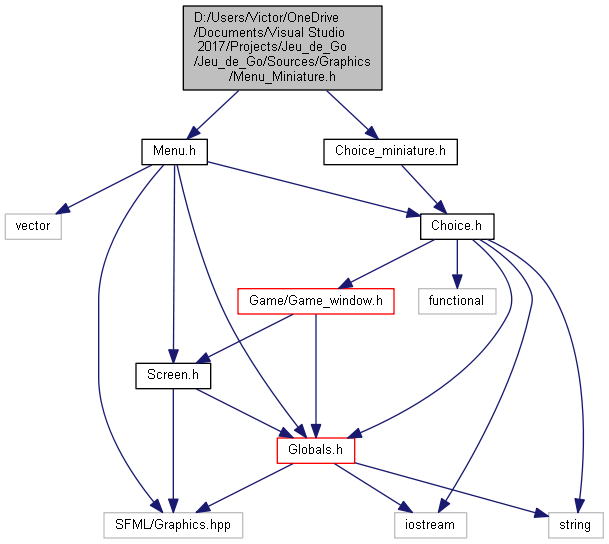 D:/Users/Victor/OneDrive
/Documents/Visual Studio
2017/Projects/Jeu_de_Go
/Jeu_de_Go/Sources/Graphics
/Menu_Miniature.h
Menu.h
Choice_miniature.h
vector
Choice.h
Game/Game_window.h
functional
Screen.h
Globals.h
SFML/Graphics.hpp
iostream
string